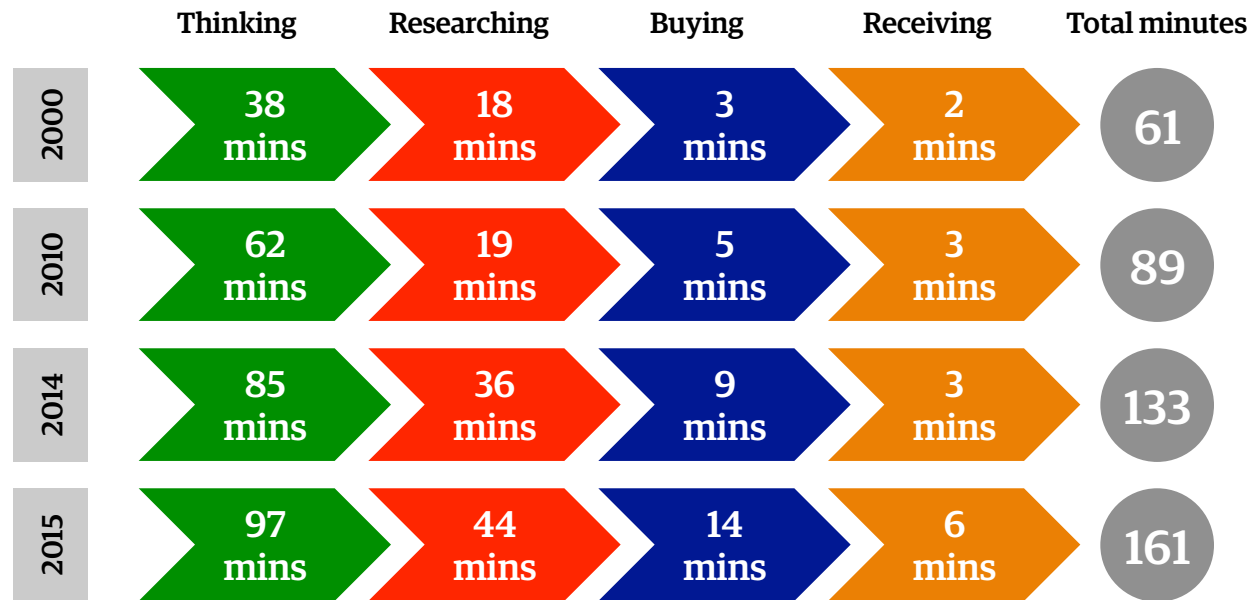 Thinking Researching Buying Receiving Total minutes
2000
38 mins
18 mins
3 mins
2 mins
61
2010
62 mins
19 mins
5 mins
3 mins
89
2014
85 mins
36 mins
9 mins
3 mins
133
2015
97 mins
44 mins
14 mins
6 mins
161